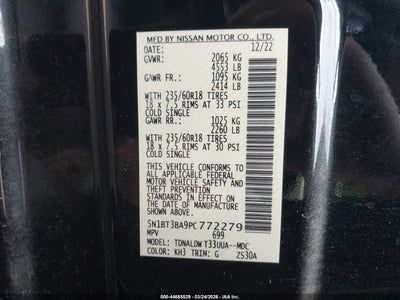 MFD BY NISSAN MOTOR CO., LTD.
DATE: 12/22
GVWR: 2065 KG
4553 LB
GAWR FR: 1095 KG
2414 LB
WITH 235/60R18 TIRES
18 x 7.5 RIMS AT 33 PSI
COLD SINGLE
GAWR RR: 1025 KG
2260 LB
WITH 235/60R18 TIRES
18 x 7.5 RIMS AT 30 PSI
COLD SINGLE
THIS VEHICLE CONFORMS TO
ALL APPLICABLE FEDERAL
MOTOR VEHICLE SAFETY AND
THEFT PREVENTION STANDARDS
IN EFFECT ON THE DATE OF
MANUFACTURE SHOWN ABOVE.
5N1BT3BA9PC772279
MPV 699
MODEL: TDNALDW T33UUA--MDC
COLOR: KH3 TRIM: G ZS30A
000 - 44685529 - 03/24/2026 - IAAI